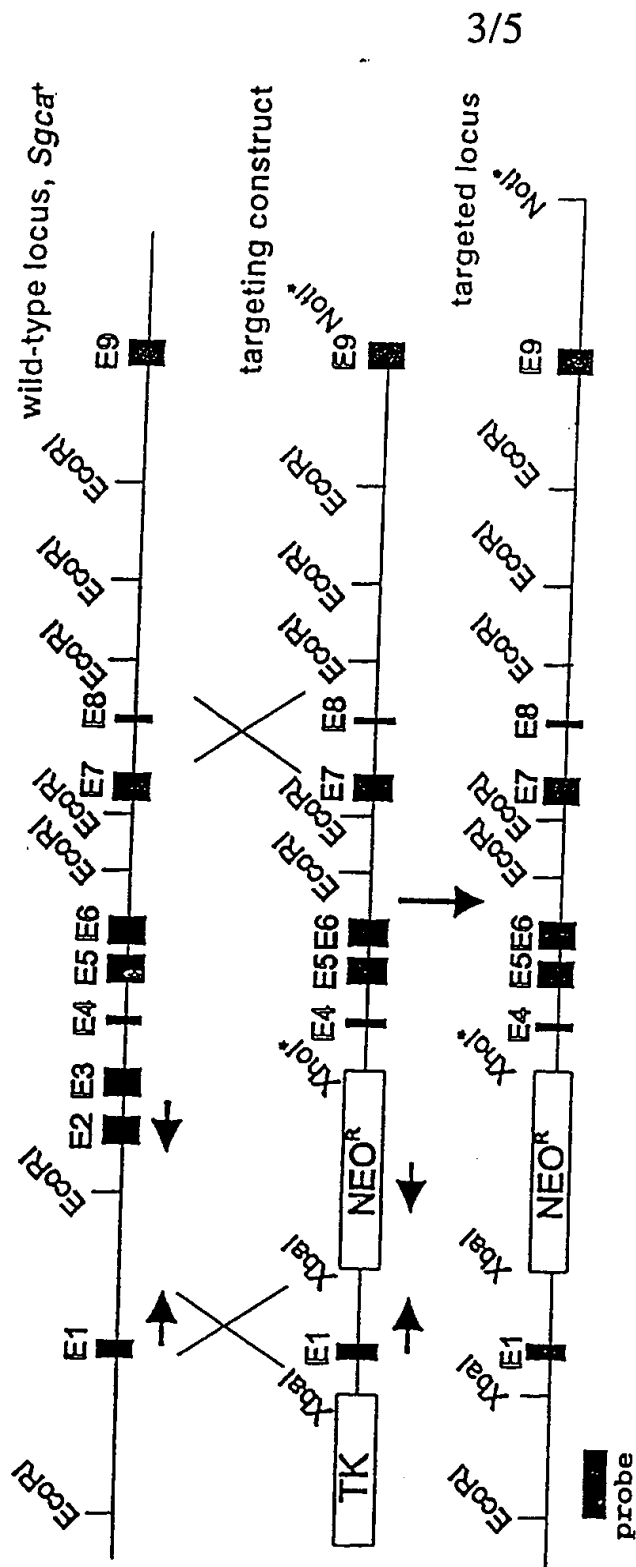 3/5
wild-type locus, Sgca+
EcoRI
E1
EcoRI
E2
E3
E4
E5
E6
EcoRI
EcoRI
E7
E8
EcoRI
EcoRI
EcoRI
E9
targeting construct
TK
XbaI
E1
XbaI
NEOR
XhoI*
E4
E5
E6
EcoRI
EcoRI
E7
E8
EcoRI
EcoRI
EcoRI
E9
NotI*
targeted locus
EcoRI
XbaI
E1
XbaI
NEOR
XhoI*
E4
E5
E6
EcoRI
EcoRI
E7
E8
EcoRI
EcoRI
EcoRI
E9
NotI*
probe